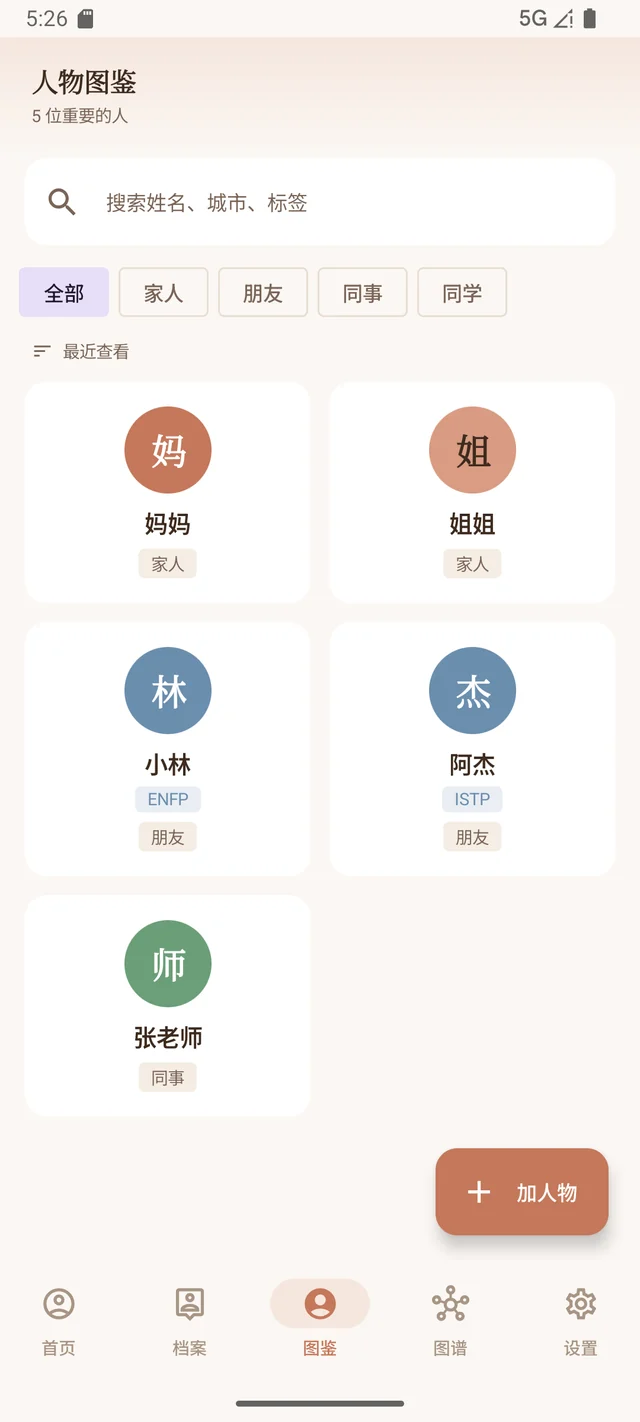 5:26 5G
人物图鉴
5 位重要的人
搜索姓名、城市、标签
全部 家人 朋友 同事 同学
最近查看
妈 姐
妈妈 姐姐
家人 家人
林 杰
小林 阿杰
ENFP ISTP
朋友 朋友
师
张老师
同事
加人物
首页 档案 图鉴 图谱 设置